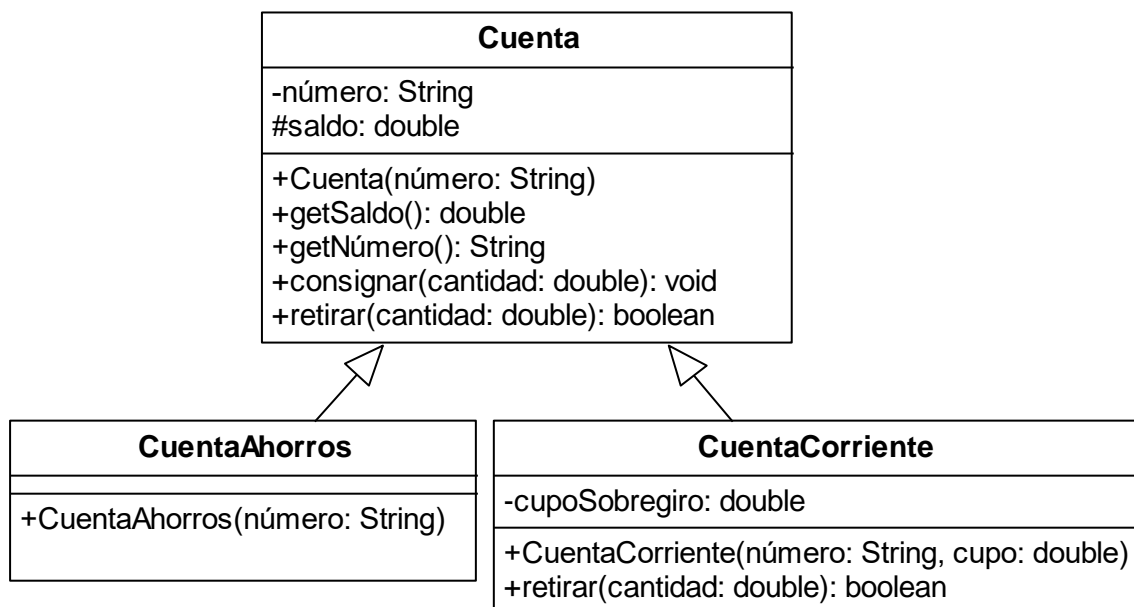 Cuenta
-número: String
#saldo: double
+Cuenta(número: String)
+getSaldo(): double
+getNúmero(): String
+consignar(cantidad: double): void
+retirar(cantidad: double): boolean
CuentaAhorros
+CuentaAhorros(número: String)
CuentaCorriente
-cupoSobregiro: double
+CuentaCorriente(número: String, cupo: double)
+retirar(cantidad: double): boolean